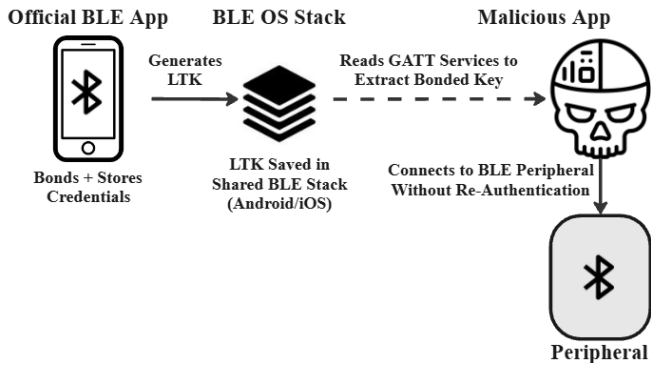 Official BLE App
BLE OS Stack
Malicious App
Generates
LTK
Reads GATT Services to
Extract Bonded Key
Bonds + Stores
Credentials
LTK Saved in
Shared BLE Stack
(Android/iOS)
Connects to BLE Peripheral
Without Re-Authentication
Peripheral